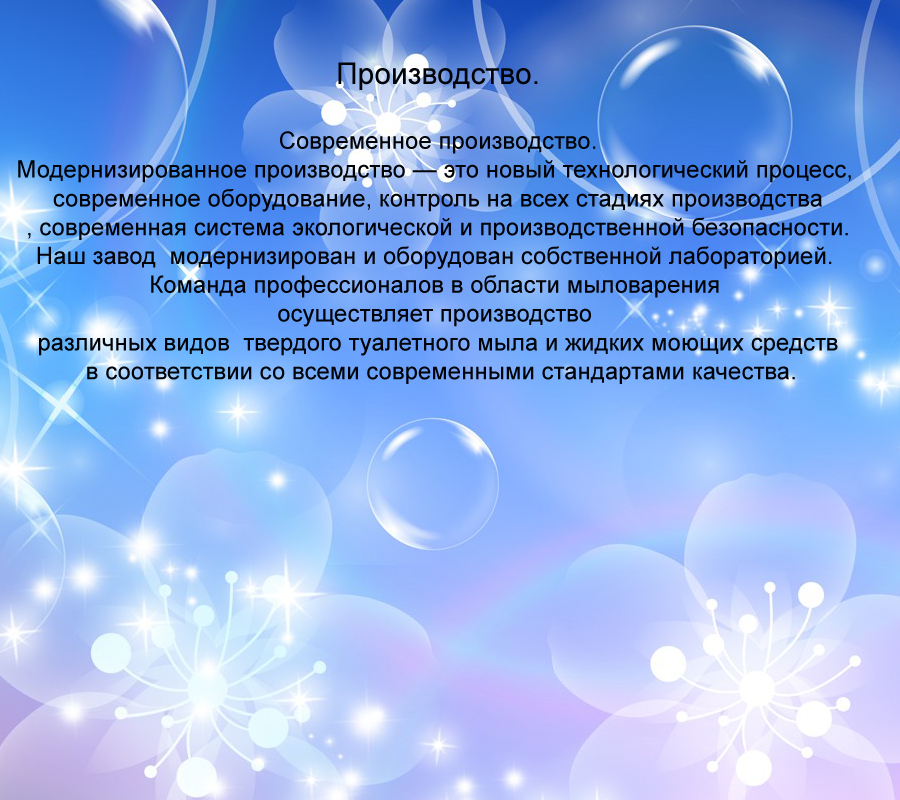 Производство.
Современное производство.
Модернизированное производство — это новый технологический процесс,
современное оборудование, контроль на всех стадиях производства
, современная система экологической и производственной безопасности.
Наш завод  модернизирован и оборудован собственной лабораторией.
Команда профессионалов в области мыловарения
осуществляет производство
различных видов  твердого туалетного мыла и жидких моющих средств
в соответствии со всеми современными стандартами качества.